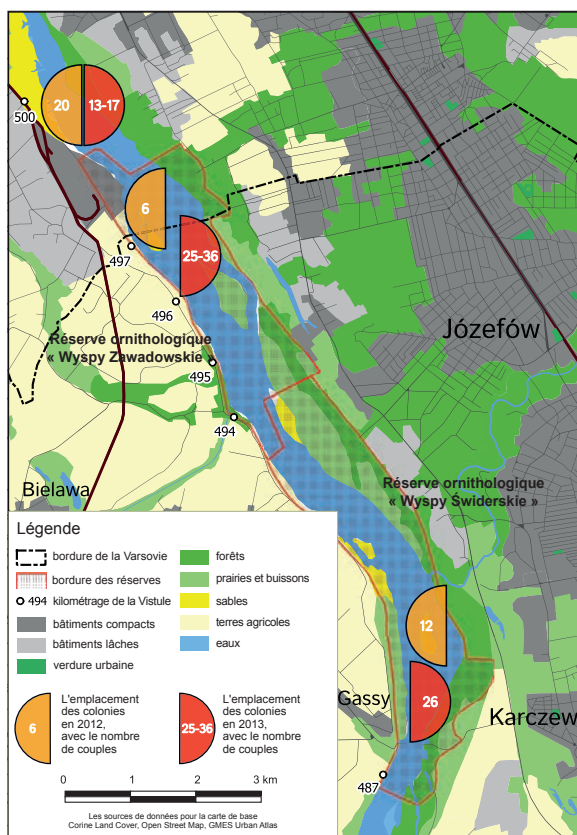 20
13-17
500
6
497
25-36
496
Réserve ornithologique
« Wyspy Zawadowskie »
Józefów
495
494
Bielawa
Réserve ornithologique
« Wyspy Świderskie »
12
Gassy
26
Karczew
487
Légende
bordure de la Varsovie
bordure des réserves
494 kilométrage de la Vistule
bâtiments compacts
bâtiments lâches
verdure urbaine
forêts
prairies et buissons
sables
terres agricoles
eaux
6
L'emplacement
des colonies
en 2012,
avec le nombre
de couples
25-36
L'emplacement
des colonies
en 2013,
avec le nombre
de couples
0 1 2 3 km
Les sources de données pour la carte de base
Corine Land Cover, Open Street Map, GMES Urban Atlas